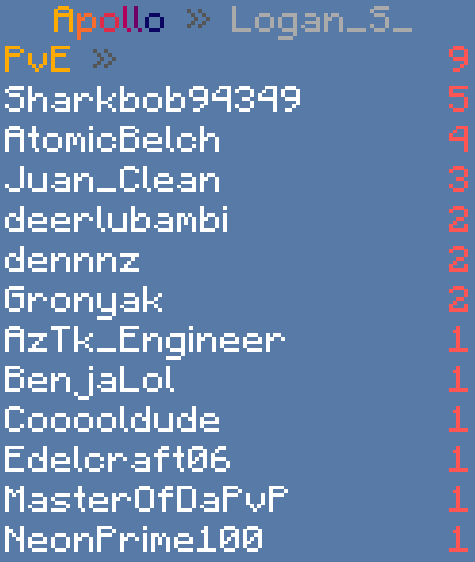 Apollo » Logan_S_
PvE » 9
Sharkbob94349 5
AtomicBelch 4
Juan_Clean 3
deerlubambi 2
dennnz 2
Gronyak 2
AzTk_Engineer 1
BenjaLol 1
Cooooldude 1
Edelcraft06 1
MasterOfDaPvP 1
NeonPrime100 1